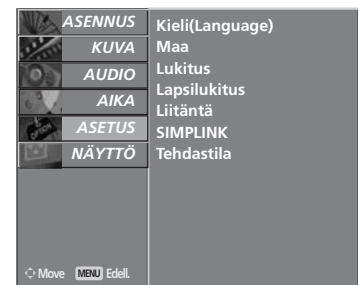 ASENNUS
KUVA
AUDIO
AIKA
ASETUS
NÄYTTÖ
Kieli(Language)
Maa
Lukitus
Lapsilukitus
Liitäntä
SIMPLINK
Tehdastila
Move MENU Edell.